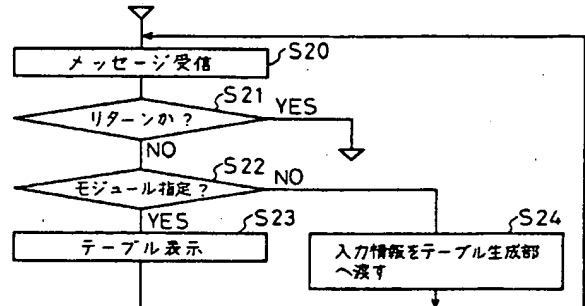 メッセージ受信
S20
リターンか?
S21
YES
NO
モジュール指定?
S22
NO
YES
テーブル表示
S23
S24
入力情報をテーブル生成部
へ渡す